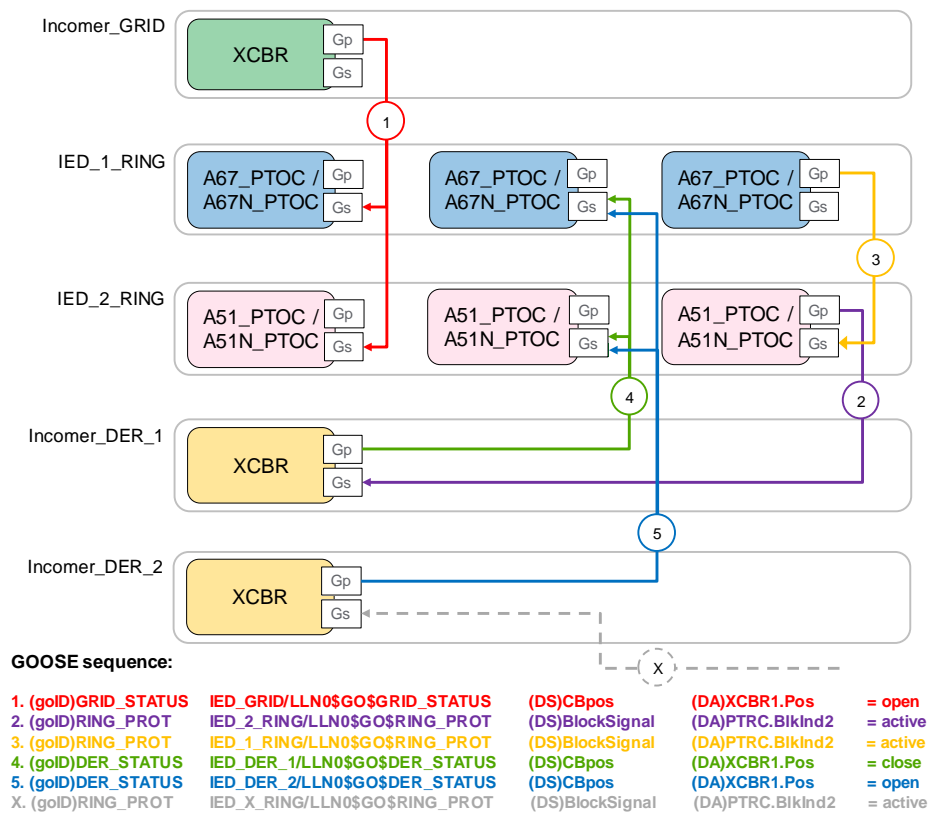 Incomer_GRID
XCBR
Gp
Gs
1
IED_1_RING
A67_PTOC /
A67N_PTOC
Gp
Gs
A67_PTOC /
A67N_PTOC
Gp
Gs
A67_PTOC /
A67N_PTOC
Gp
Gs
3
IED_2_RING
A51_PTOC /
A51N_PTOC
Gp
Gs
A51_PTOC /
A51N_PTOC
Gp
Gs
A51_PTOC /
A51N_PTOC
Gp
Gs
4
2
Incomer_DER_1
XCBR
Gp
Gs
5
Incomer_DER_2
XCBR
Gp
Gs
X
GOOSE sequence:
1. (goID)GRID_STATUS IED_GRID/LLN0$GO$GRID_STATUS (DS)CBpos (DA)XCBR1.Pos = open
2. (goID)RING_PROT IED_2_RING/LLN0$GO$RING_PROT (DS)BlockSignal (DA)PTRC.BlkInd2 = active
3. (goID)RING_PROT IED_1_RING/LLN0$GO$RING_PROT (DS)BlockSignal (DA)PTRC.BlkInd2 = active
4. (goID)DER_STATUS IED_DER_1/LLN0$GO$DER_STATUS (DS)CBpos (DA)XCBR1.Pos = close
5. (goID)DER_STATUS IED_DER_2/LLN0$GO$DER_STATUS (DS)CBpos (DA)XCBR1.Pos = open
X. (goID)RING_PROT IED_X_RING/LLN0$GO$RING_PROT (DS)BlockSignal (DA)PTRC.BlkInd2 = active